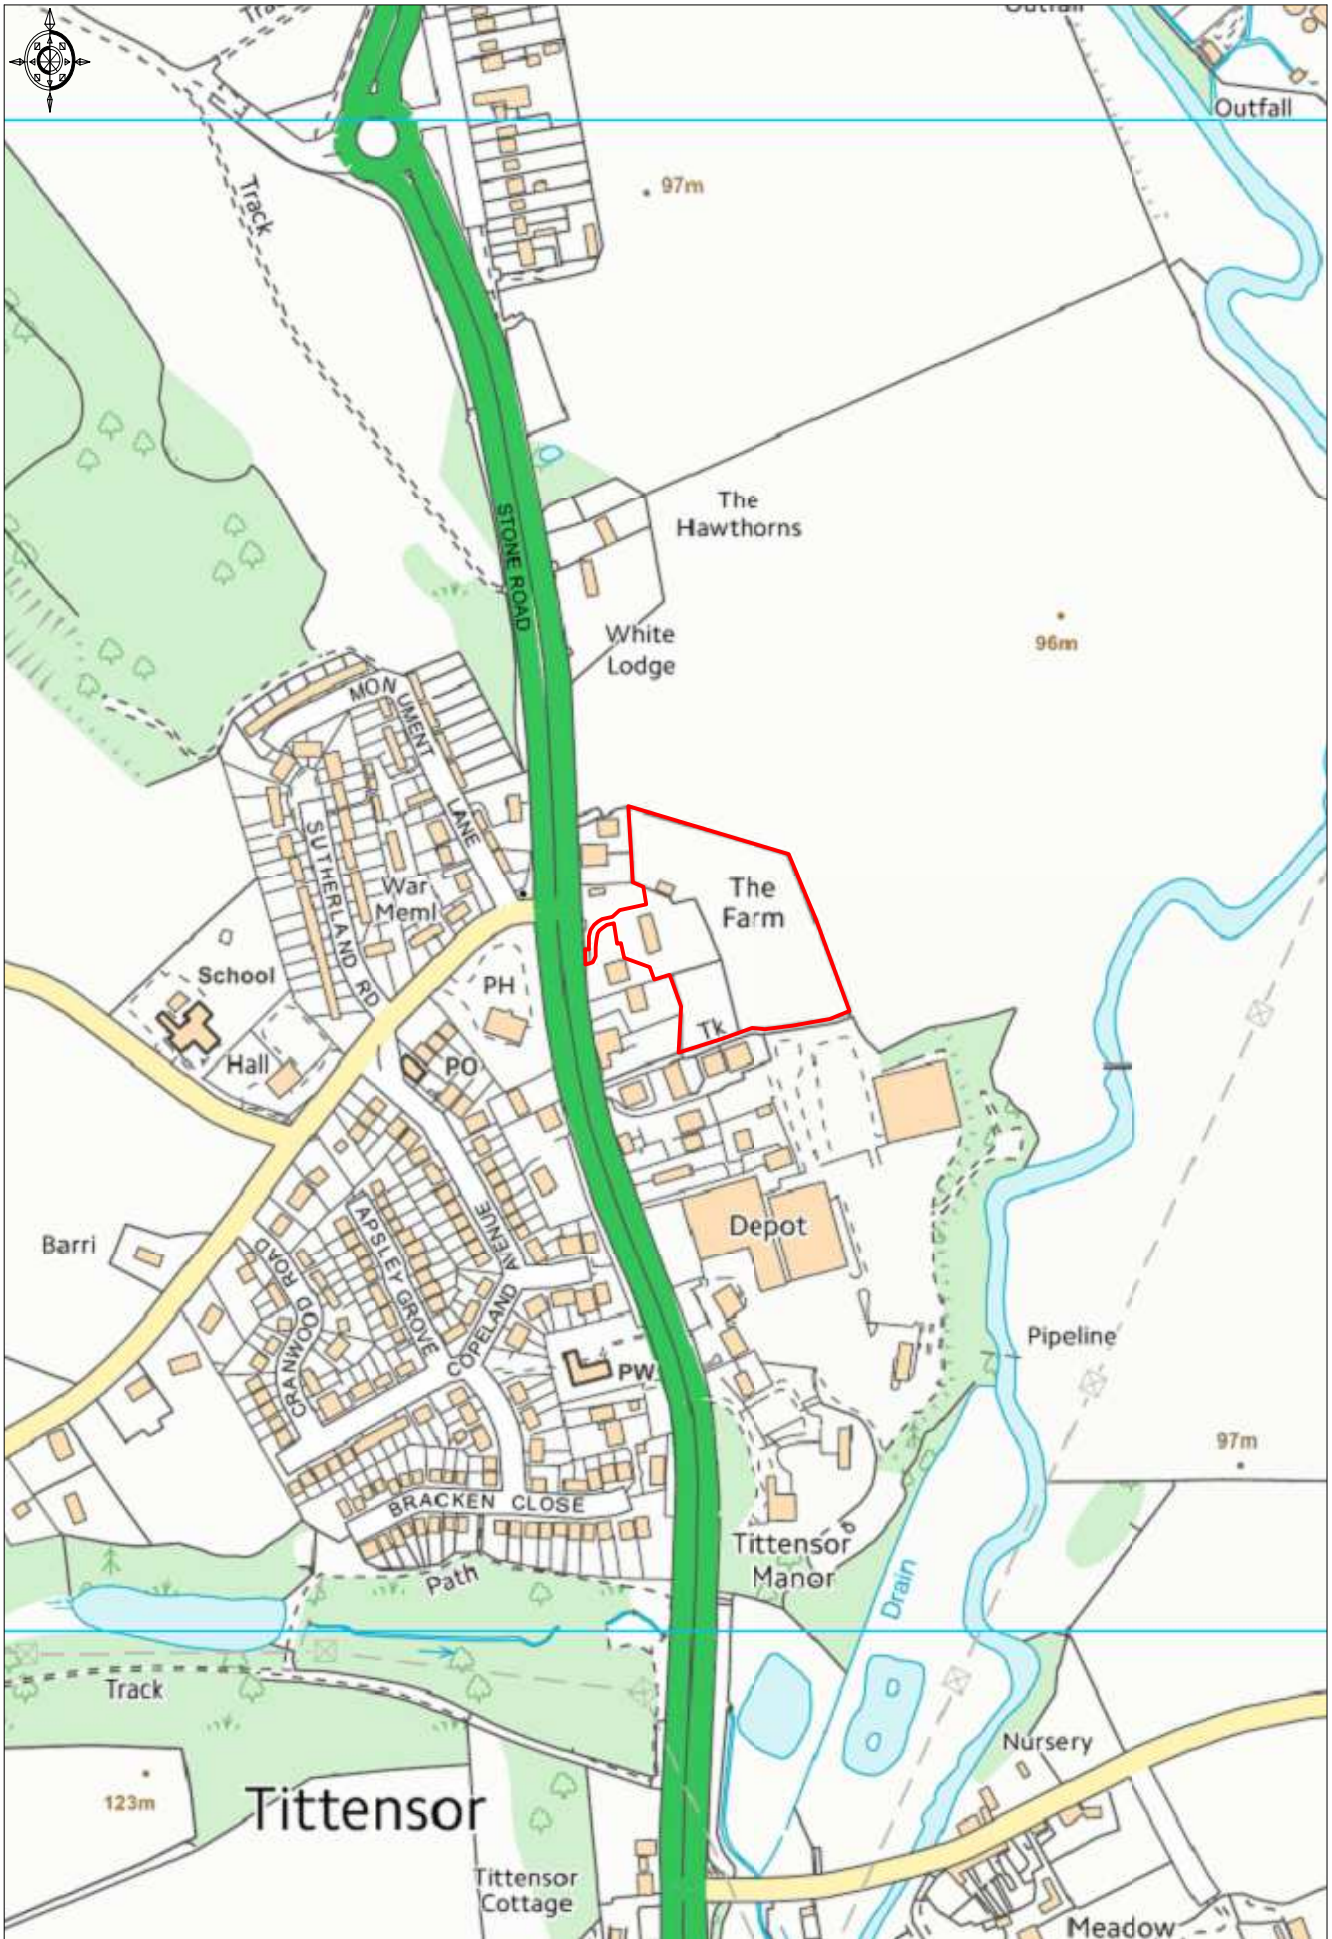 Outfall
Track
97m
The
Hawthorns
STONE ROAD
White
Lodge
96m
MONUMENT
LANE
SUTHERLAND RD
War
Meml
The
Farm
School
PH
Hall
PO
Tk
Barri
CRANWOOD ROAD
APSLEY GROVE
COPELAND AVENUE
Depot
Pipeline
PW
97m
BRACKEN CLOSE
Tittensor
Manor
Path
Drain
Track
Nursery
123m
Tittensor
Tittensor
Cottage
Meadow